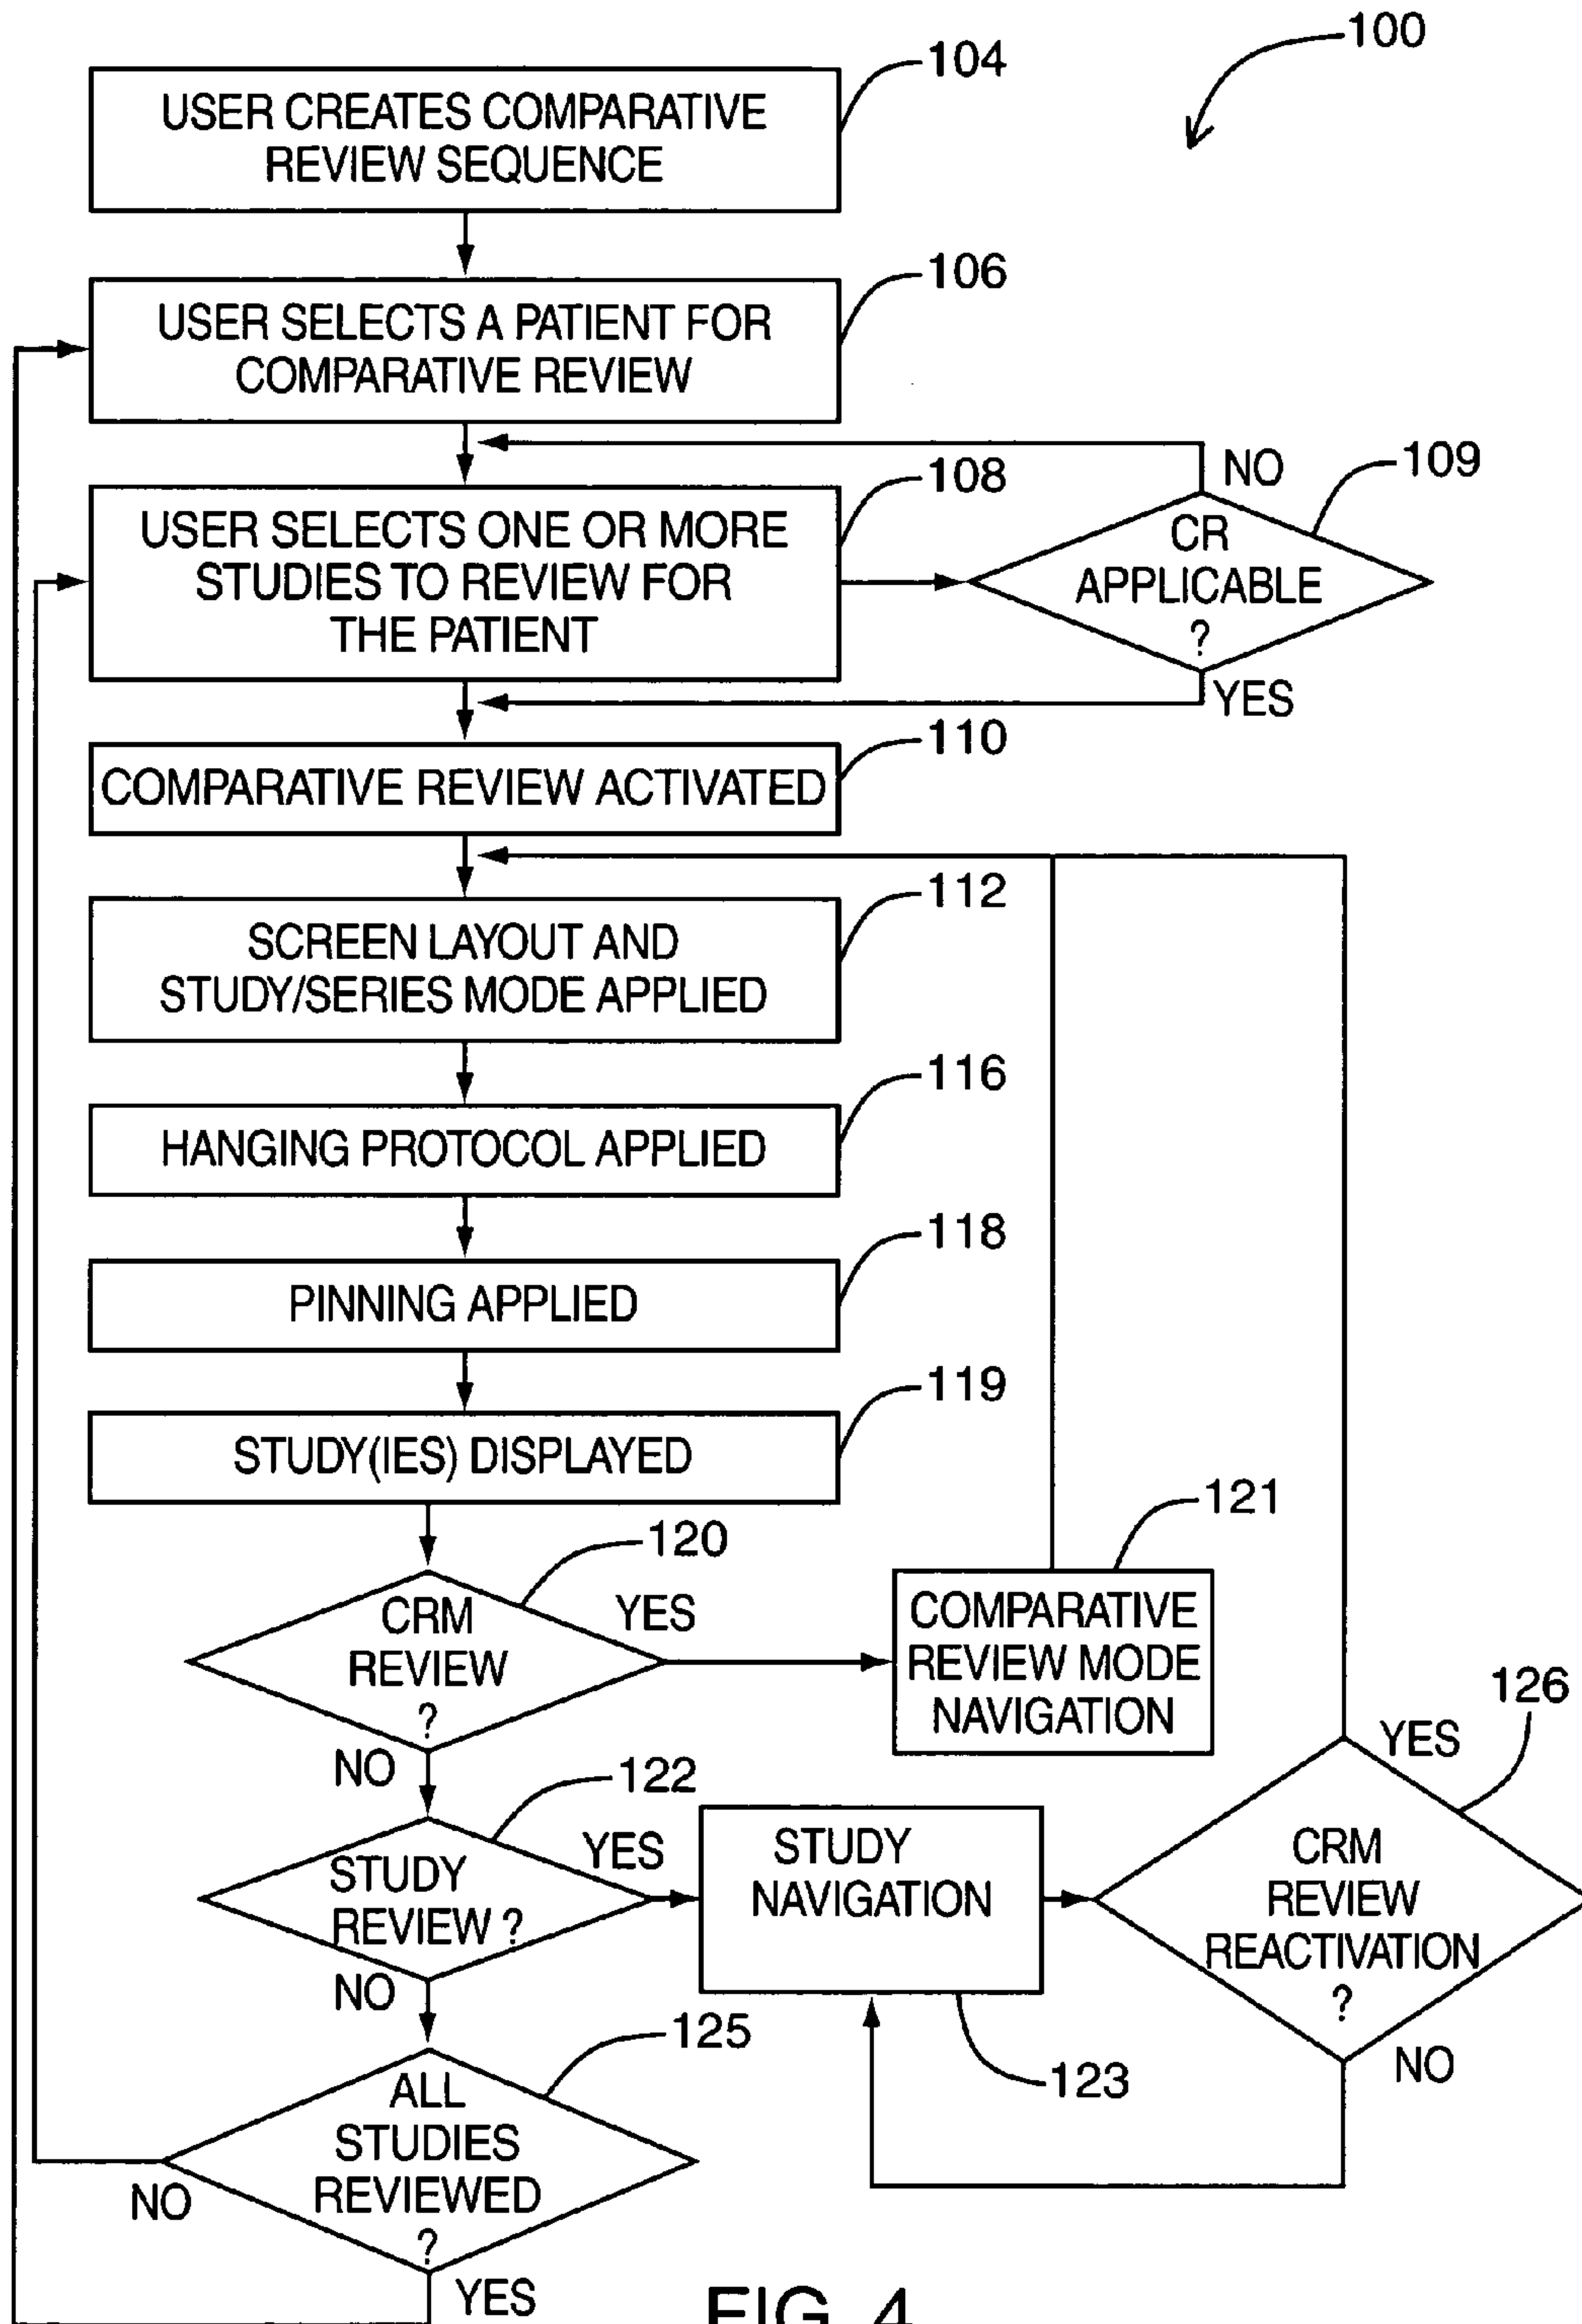 100
104
USER CREATES COMPARATIVE
REVIEW SEQUENCE
106
USER SELECTS A PATIENT FOR
COMPARATIVE REVIEW
108
USER SELECTS ONE OR MORE
STUDIES TO REVIEW FOR
THE PATIENT
NO
109
CR
APPLICABLE
?
YES
110
COMPARATIVE REVIEW ACTIVATED
112
SCREEN LAYOUT AND
STUDY/SERIES MODE APPLIED
116
HANGING PROTOCOL APPLIED
118
PINNING APPLIED
119
STUDY(IES) DISPLAYED
120
CRM
REVIEW
?
YES
NO
121
COMPARATIVE
REVIEW MODE
NAVIGATION
122
STUDY
REVIEW ?
YES
NO
STUDY
NAVIGATION
123
126
YES
CRM
REVIEW
REACTIVATION
?
NO
125
ALL
STUDIES
REVIEWED
?
NO
YES
FIG. 4